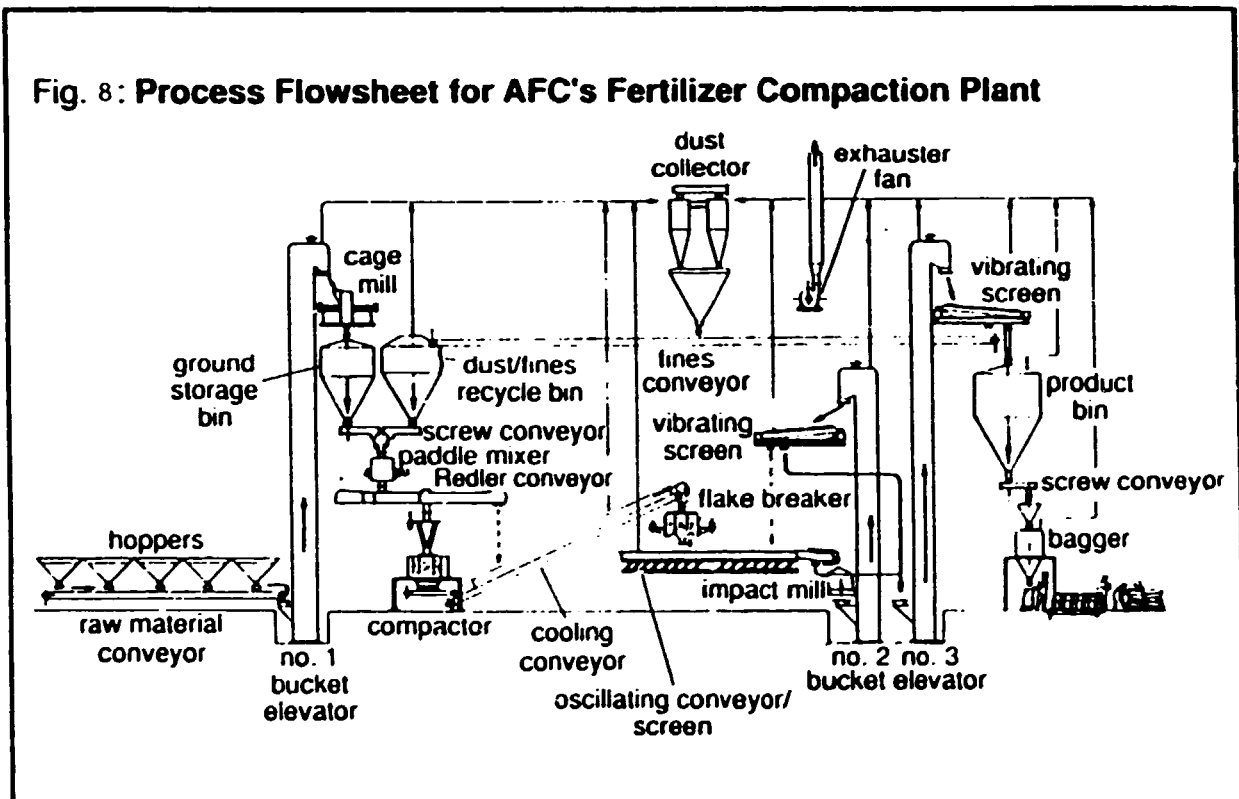 Fig. 8: Process Flowsheet for AFC's Fertilizer Compaction Plant
dust
collector
exhauster
fan
cage
mill
vibrating
screen
ground
storage
bin
dust/fines
recycle bin
fines
conveyor
product
bin
screw conveyor
paddle mixer
Redler conveyor
vibrating
screen
flake breaker
screw conveyor
hoppers
bagger
impact mill
raw material
conveyor
compactor
cooling
conveyor
no. 1
bucket
elevator
no. 2 no. 3
bucket elevator
oscillating conveyor/
screen